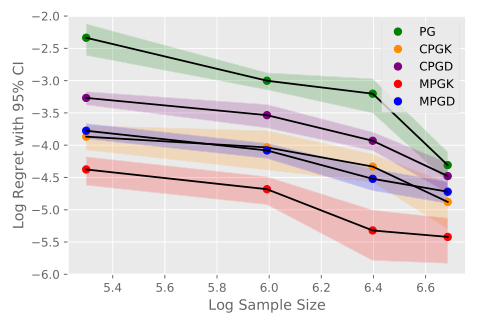 −2.0
−2.5
−3.0
−3.5
−4.0
−4.5
−5.0
−5.5
−6.0
Log Regret with 95% CI
PG
CPGK
CPGD
MPGK
MPGD
5.4 5.6 5.8 6.0 6.2 6.4 6.6
Log Sample Size